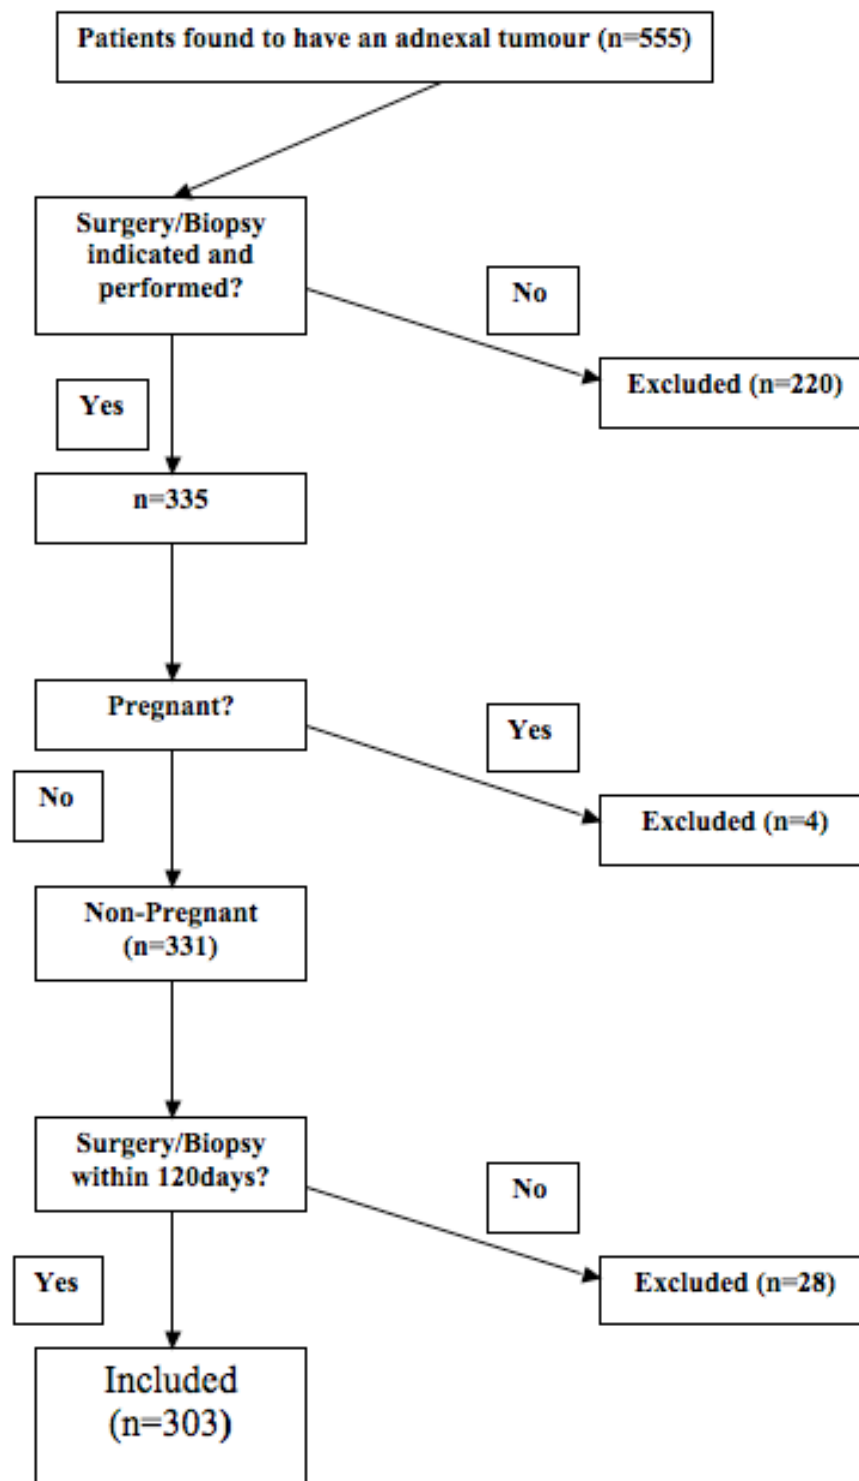 Patients found to have an adnexal tumour (n=555)
Surgery/Biopsy
indicated and
performed?
No
Excluded (n=220)
Yes
n=335
Pregnant?
Yes
No
Excluded (n=4)
Non-Pregnant
(n=331)
Surgery/Biopsy
within 120days?
No
Yes
Excluded (n=28)
Included
(n=303)